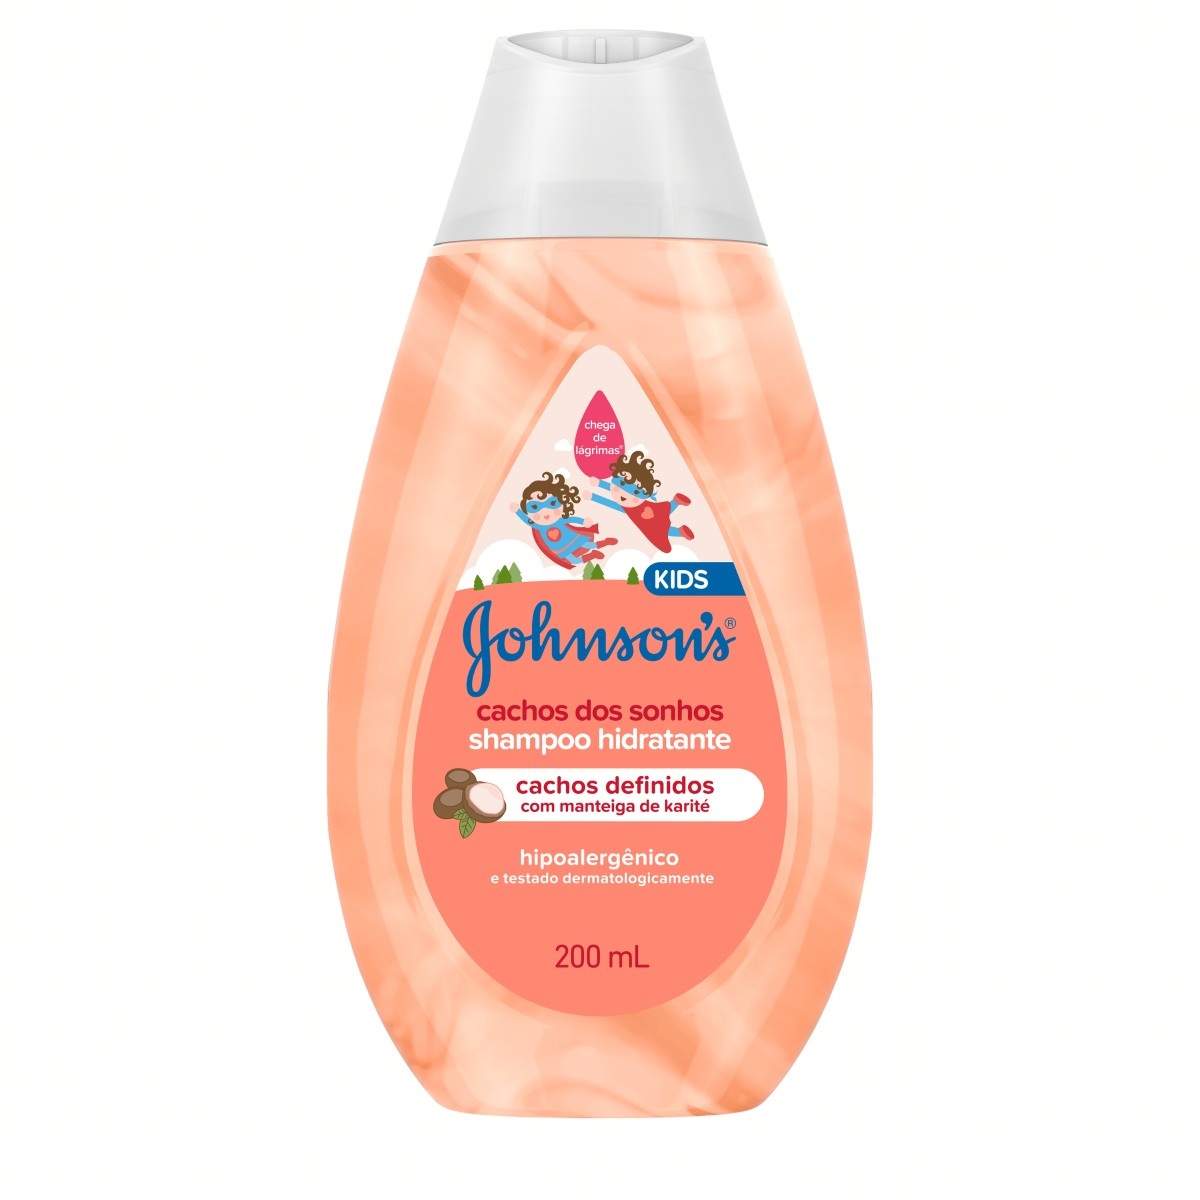 chega
de
lágrimas®
KIDS
Johnson's®
cachos dos sonhos
shampoo hidratante
cachos definidos
com manteiga de karité
hipoalergênico
e testado dermatologicamente
200 mL